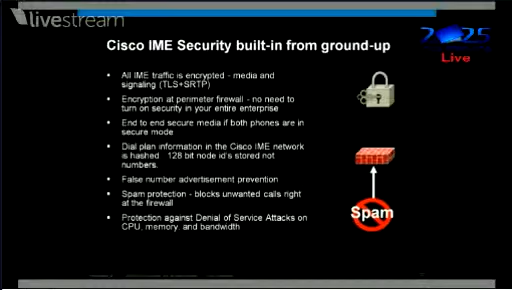 livestream
Cisco IME Security built-in from ground-up
2025
Live
All IME traffic is encrypted - media and
signaling (TLS+SRTP)
Encryption at perimeter firewall - no need to
turn on security in your entire enterprise
End to end secure media if both phones are in
secure mode
Dial plan information in the Cisco IME network
is hashed 128 bit node id's stored not
numbers.
False number advertisement prevention
Spam protection - blocks unwanted calls right
at the firewall
Protection against Denial of Service Attacks on
CPU, memory, and bandwidth
Spam